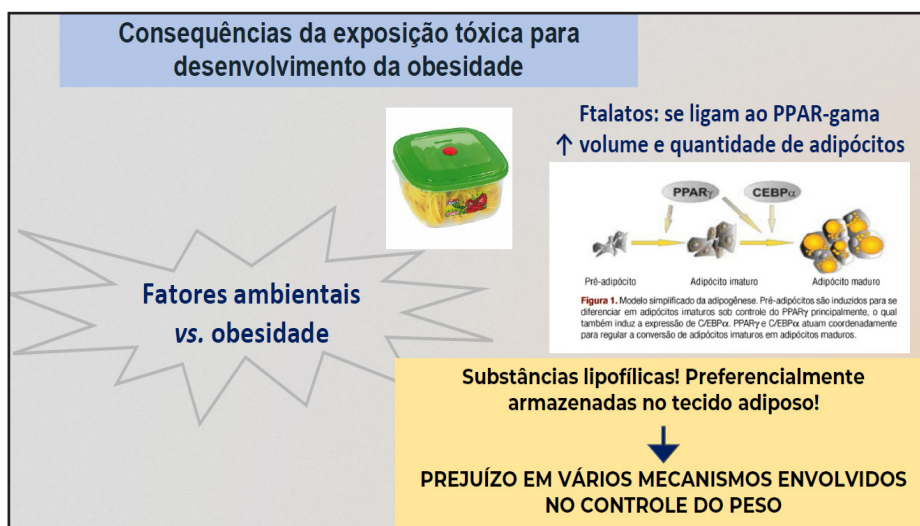 Consequências da exposição tóxica para
desenvolvimento da obesidade
Ftalatos: se ligam ao PPAR-gama
↑ volume e quantidade de adipócitos
PPARγ
CEBPα
Pré-adipócito
Adipócito imaturo
Adipócito maduro
Figura 1. Modelo simplificado da adipogênese. Pré-adipócitos são induzidos para se
diferenciar em adipócitos imaturos sob controle do PPARγ principalmente, o qual
também induz a expressão de C/EBPα. PPARγ e C/EBPα atuam coordenadamente
para regular a conversão de adipócitos imaturos em adipócitos maduros.
Fatores ambientais
vs. obesidade
Substâncias lipofílicas! Preferencialmente
armazenadas no tecido adiposo!
PREJUÍZO EM VÁRIOS MECANISMOS ENVOLVIDOS
NO CONTROLE DO PESO